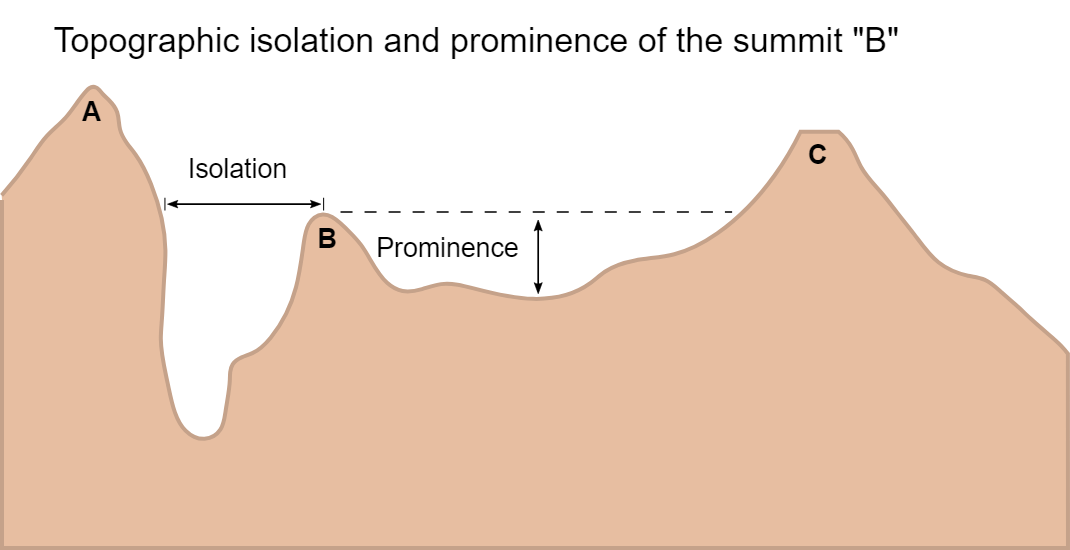 Topographic isolation and prominence of the summit "B"
A
C
Isolation
B
Prominence